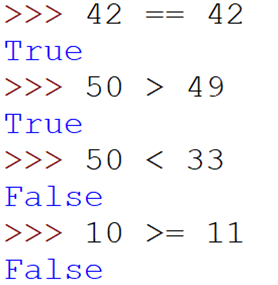 >>> 42 == 42
True
>>> 50 > 49
True
>>> 50 < 33
False
>>> 10 >= 11
False